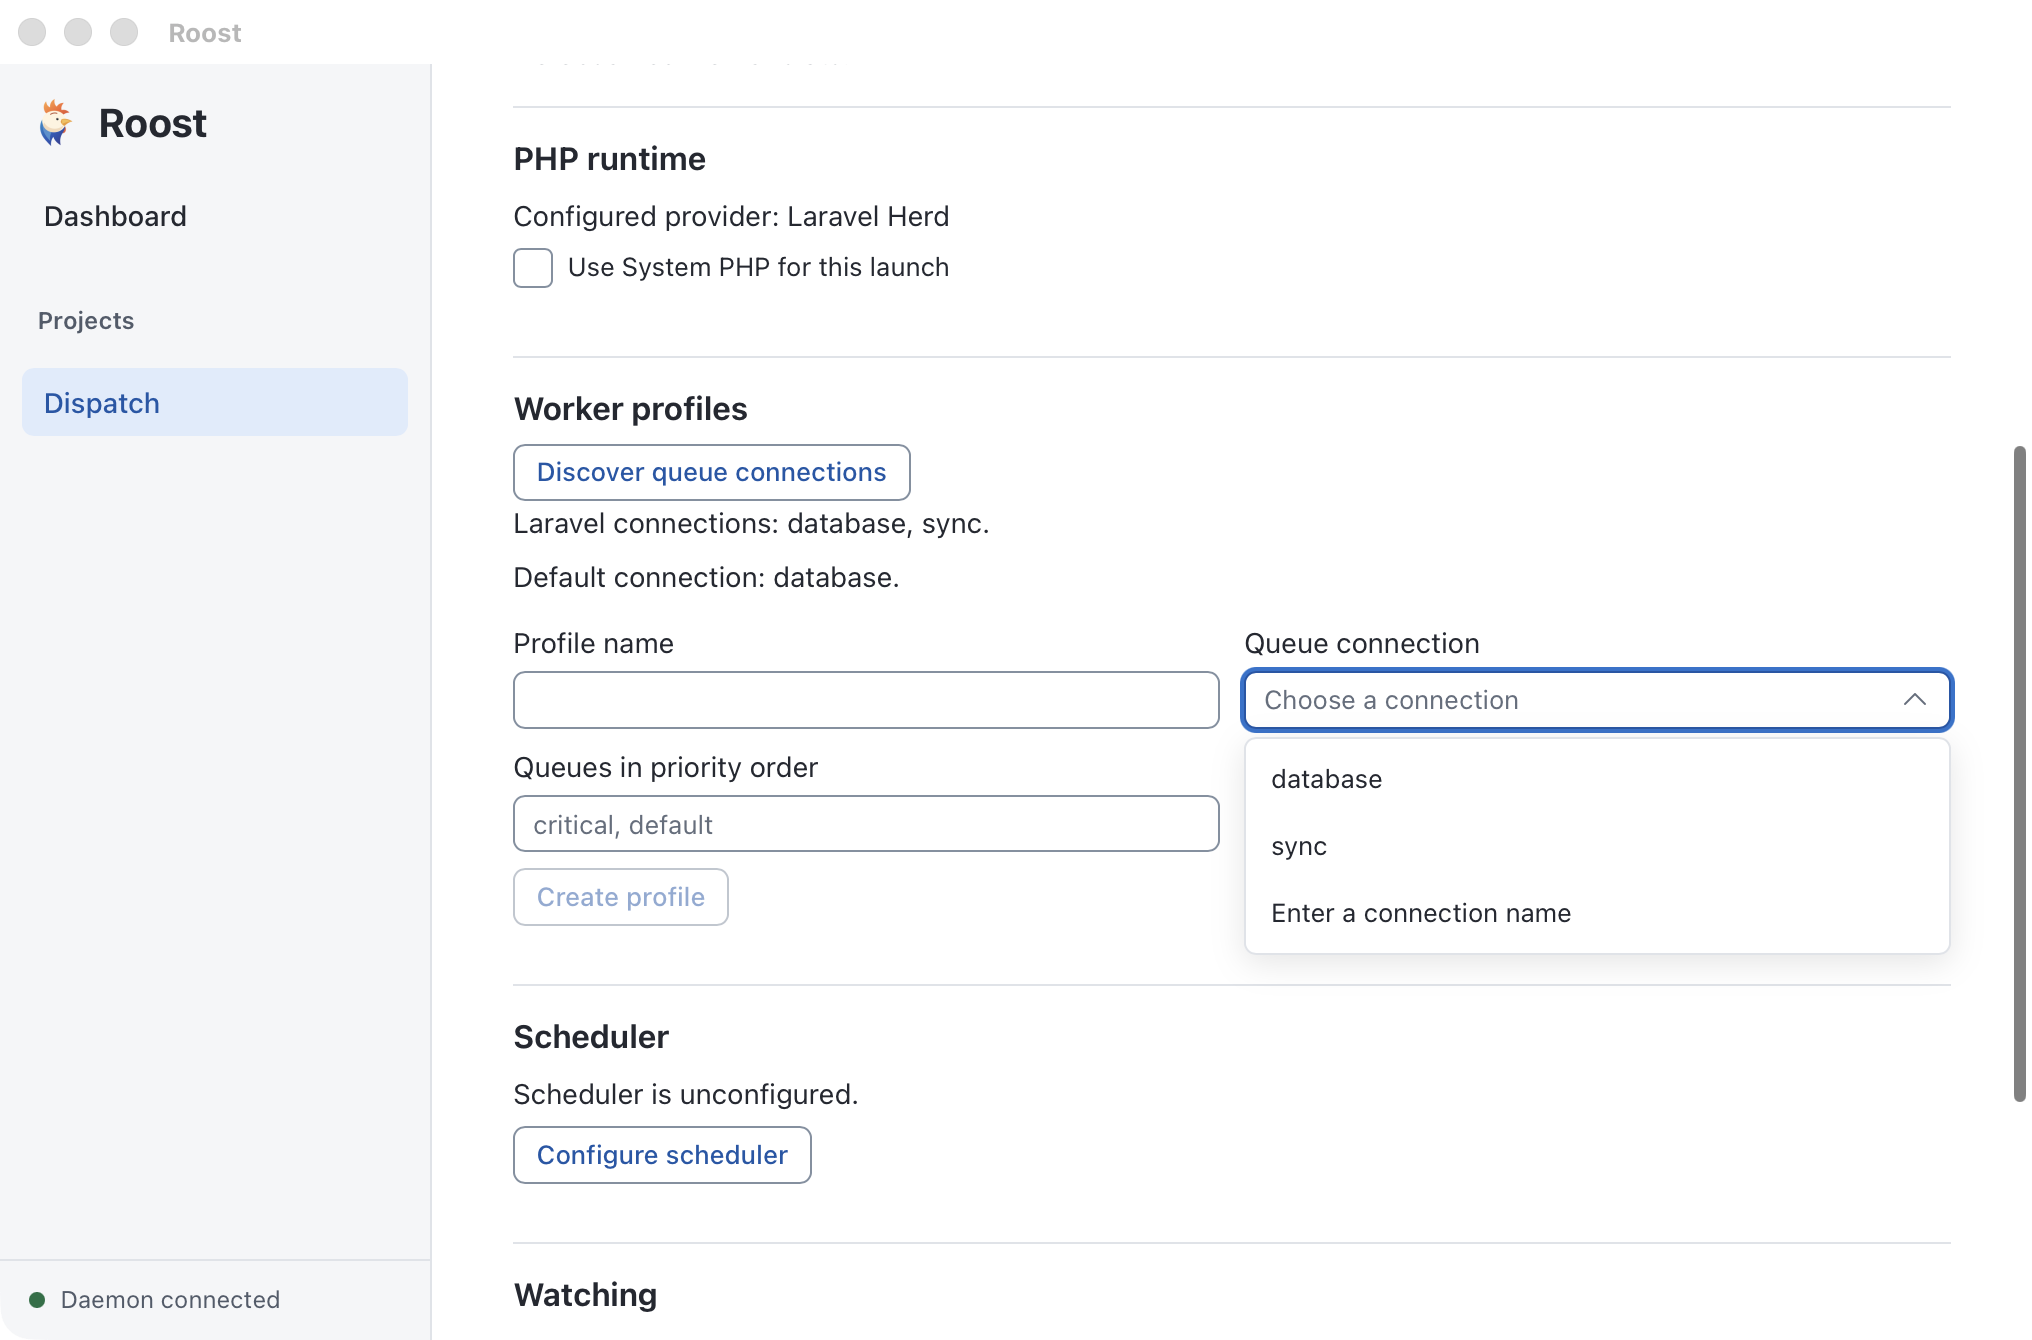 Roost
Roost
Dashboard
Projects
Dispatch
Daemon connected
PHP runtime
Configured provider: Laravel Herd
Use System PHP for this launch
Worker profiles
Discover queue connections
Laravel connections: database, sync.
Default connection: database.
Profile name
Queue connection
Choose a connection
database
sync
Enter a connection name
Queues in priority order
critical, default
Create profile
Scheduler
Scheduler is unconfigured.
Configure scheduler
Watching